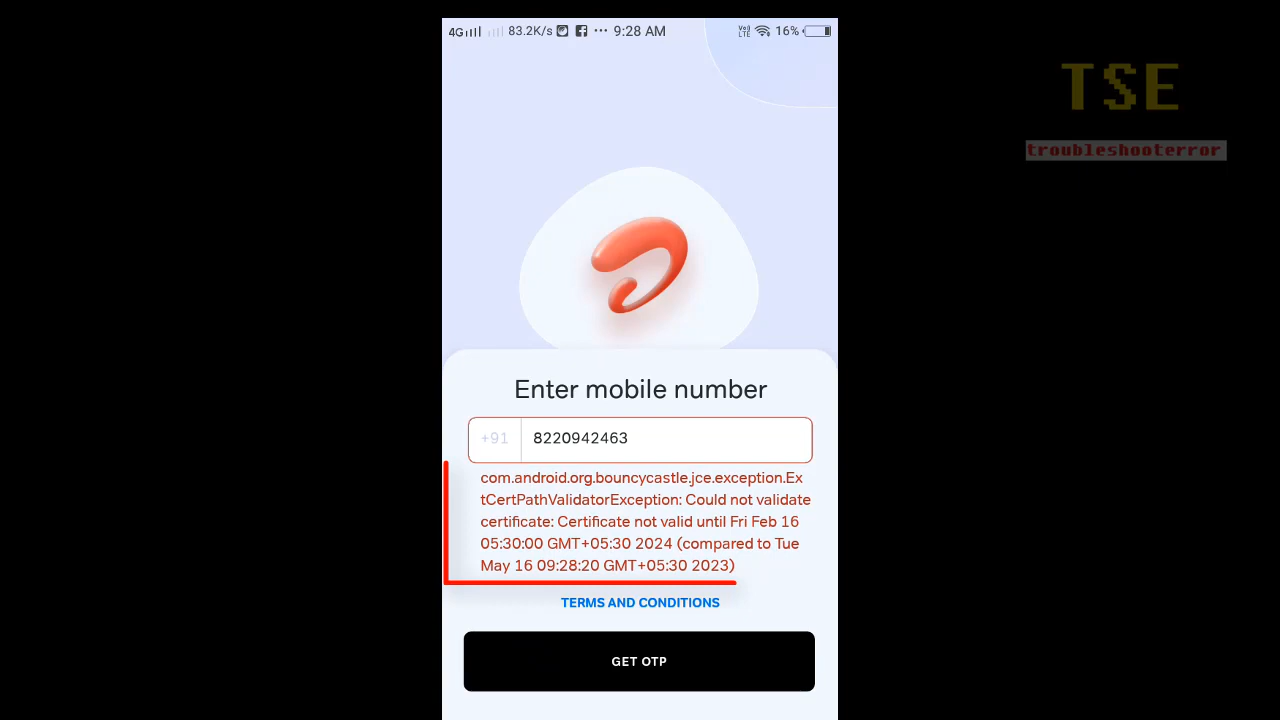 4G 83.2K/s ••• 9:28 AM VoLTE 16%
TSE
troubleshooterror
Enter mobile number
+91 8220942463
com.android.org.bouncycastle.jce.exception.Ex
tCertPathValidatorException: Could not validate
certificate: Certificate not valid until Fri Feb 16
05:30:00 GMT+05:30 2024 (compared to Tue
May 16 09:28:20 GMT+05:30 2023)
TERMS AND CONDITIONS
GET OTP